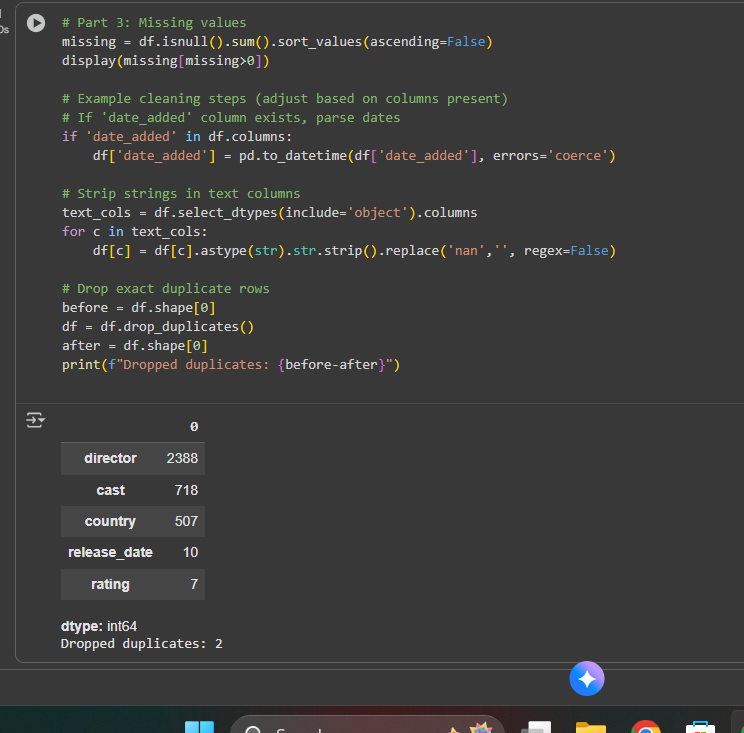 # Part 3: Missing values
missing = df.isnull().sum().sort_values(ascending=False)
display(missing[missing>0])
# Example cleaning steps (adjust based on columns present)
# If 'date_added' column exists, parse dates
if 'date_added' in df.columns:
    df['date_added'] = pd.to_datetime(df['date_added'], errors='coerce')
# Strip strings in text columns
text_cols = df.select_dtypes(include='object').columns
for c in text_cols:
    df[c] = df[c].astype(str).str.strip().replace('nan','', regex=False)
# Drop exact duplicate rows
before = df.shape[0]
df = df.drop_duplicates()
after = df.shape[0]
print(f"Dropped duplicates: {before-after}")
0
director 2388
cast 718
country 507
release_date 10
rating 7
dtype: int64
Dropped duplicates: 2